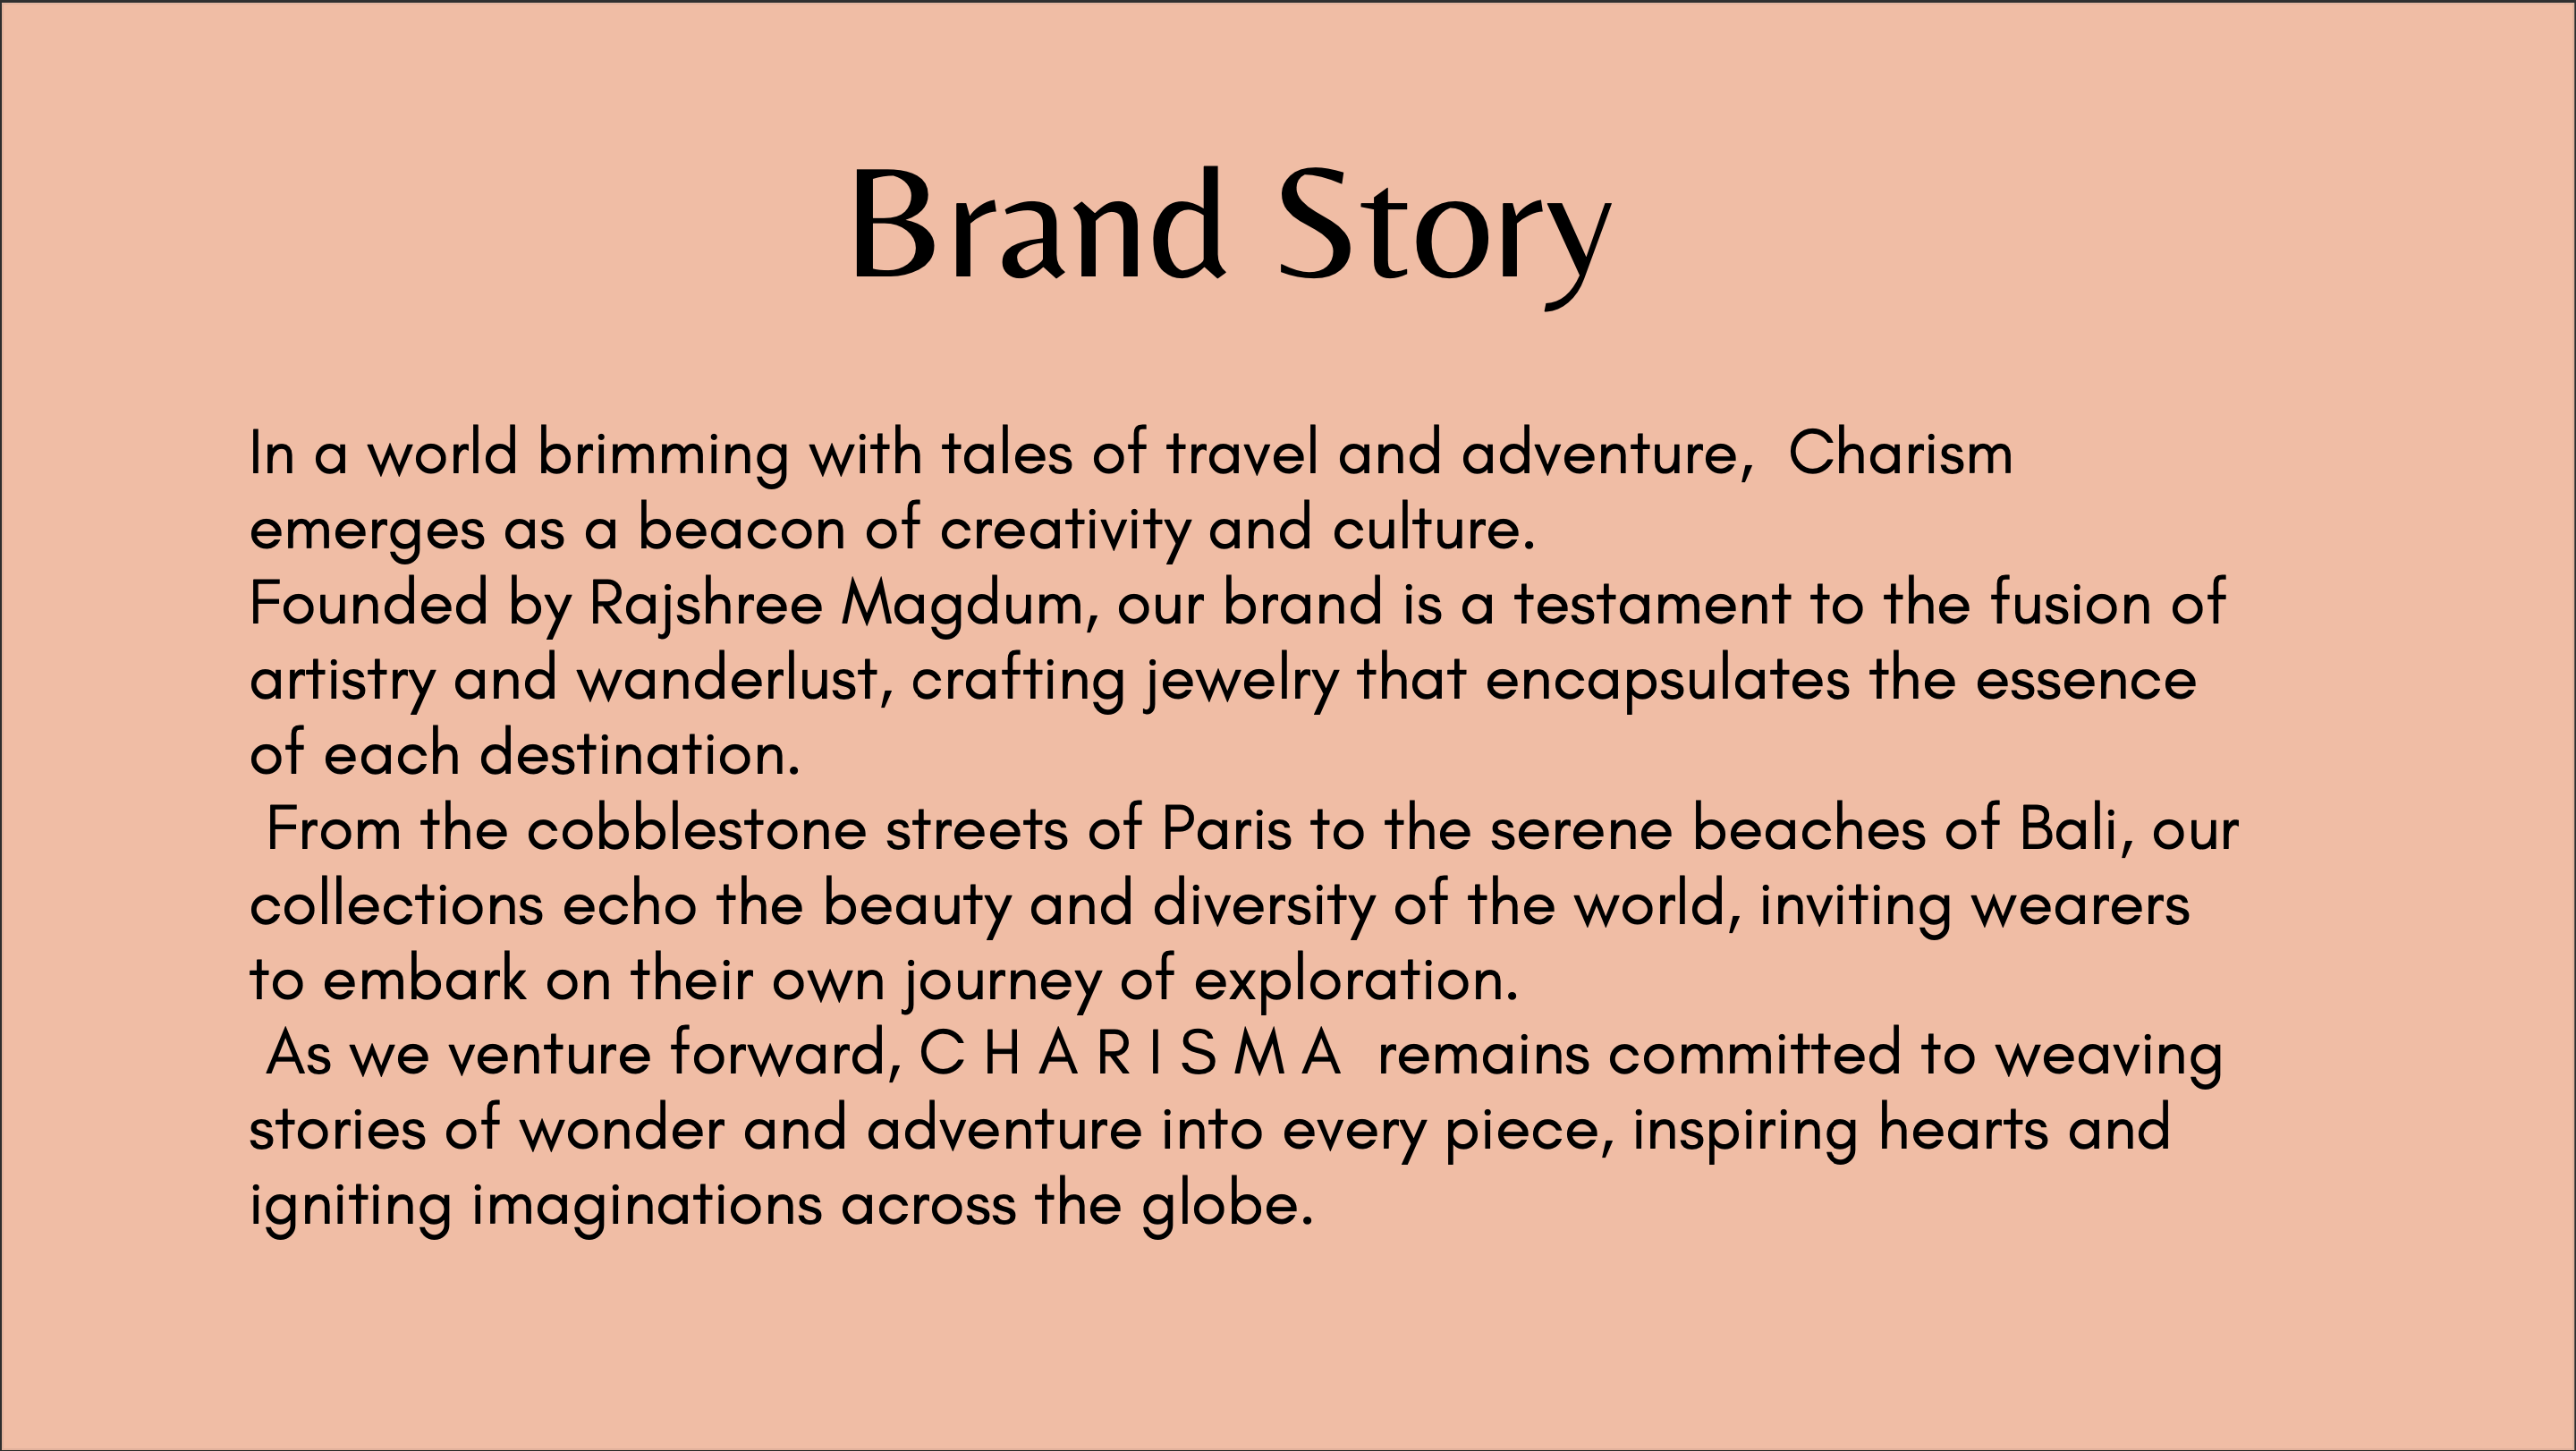 Brand Story
In a world brimming with tales of travel and adventure,  Charism
emerges as a beacon of creativity and culture.
Founded by Rajshree Magdum, our brand is a testament to the fusion of
artistry and wanderlust, crafting jewelry that encapsulates the essence
of each destination.
From the cobblestone streets of Paris to the serene beaches of Bali, our
collections echo the beauty and diversity of the world, inviting wearers
to embark on their own journey of exploration.
As we venture forward, C H A R I S M A  remains committed to weaving
stories of wonder and adventure into every piece, inspiring hearts and
igniting imaginations across the globe.